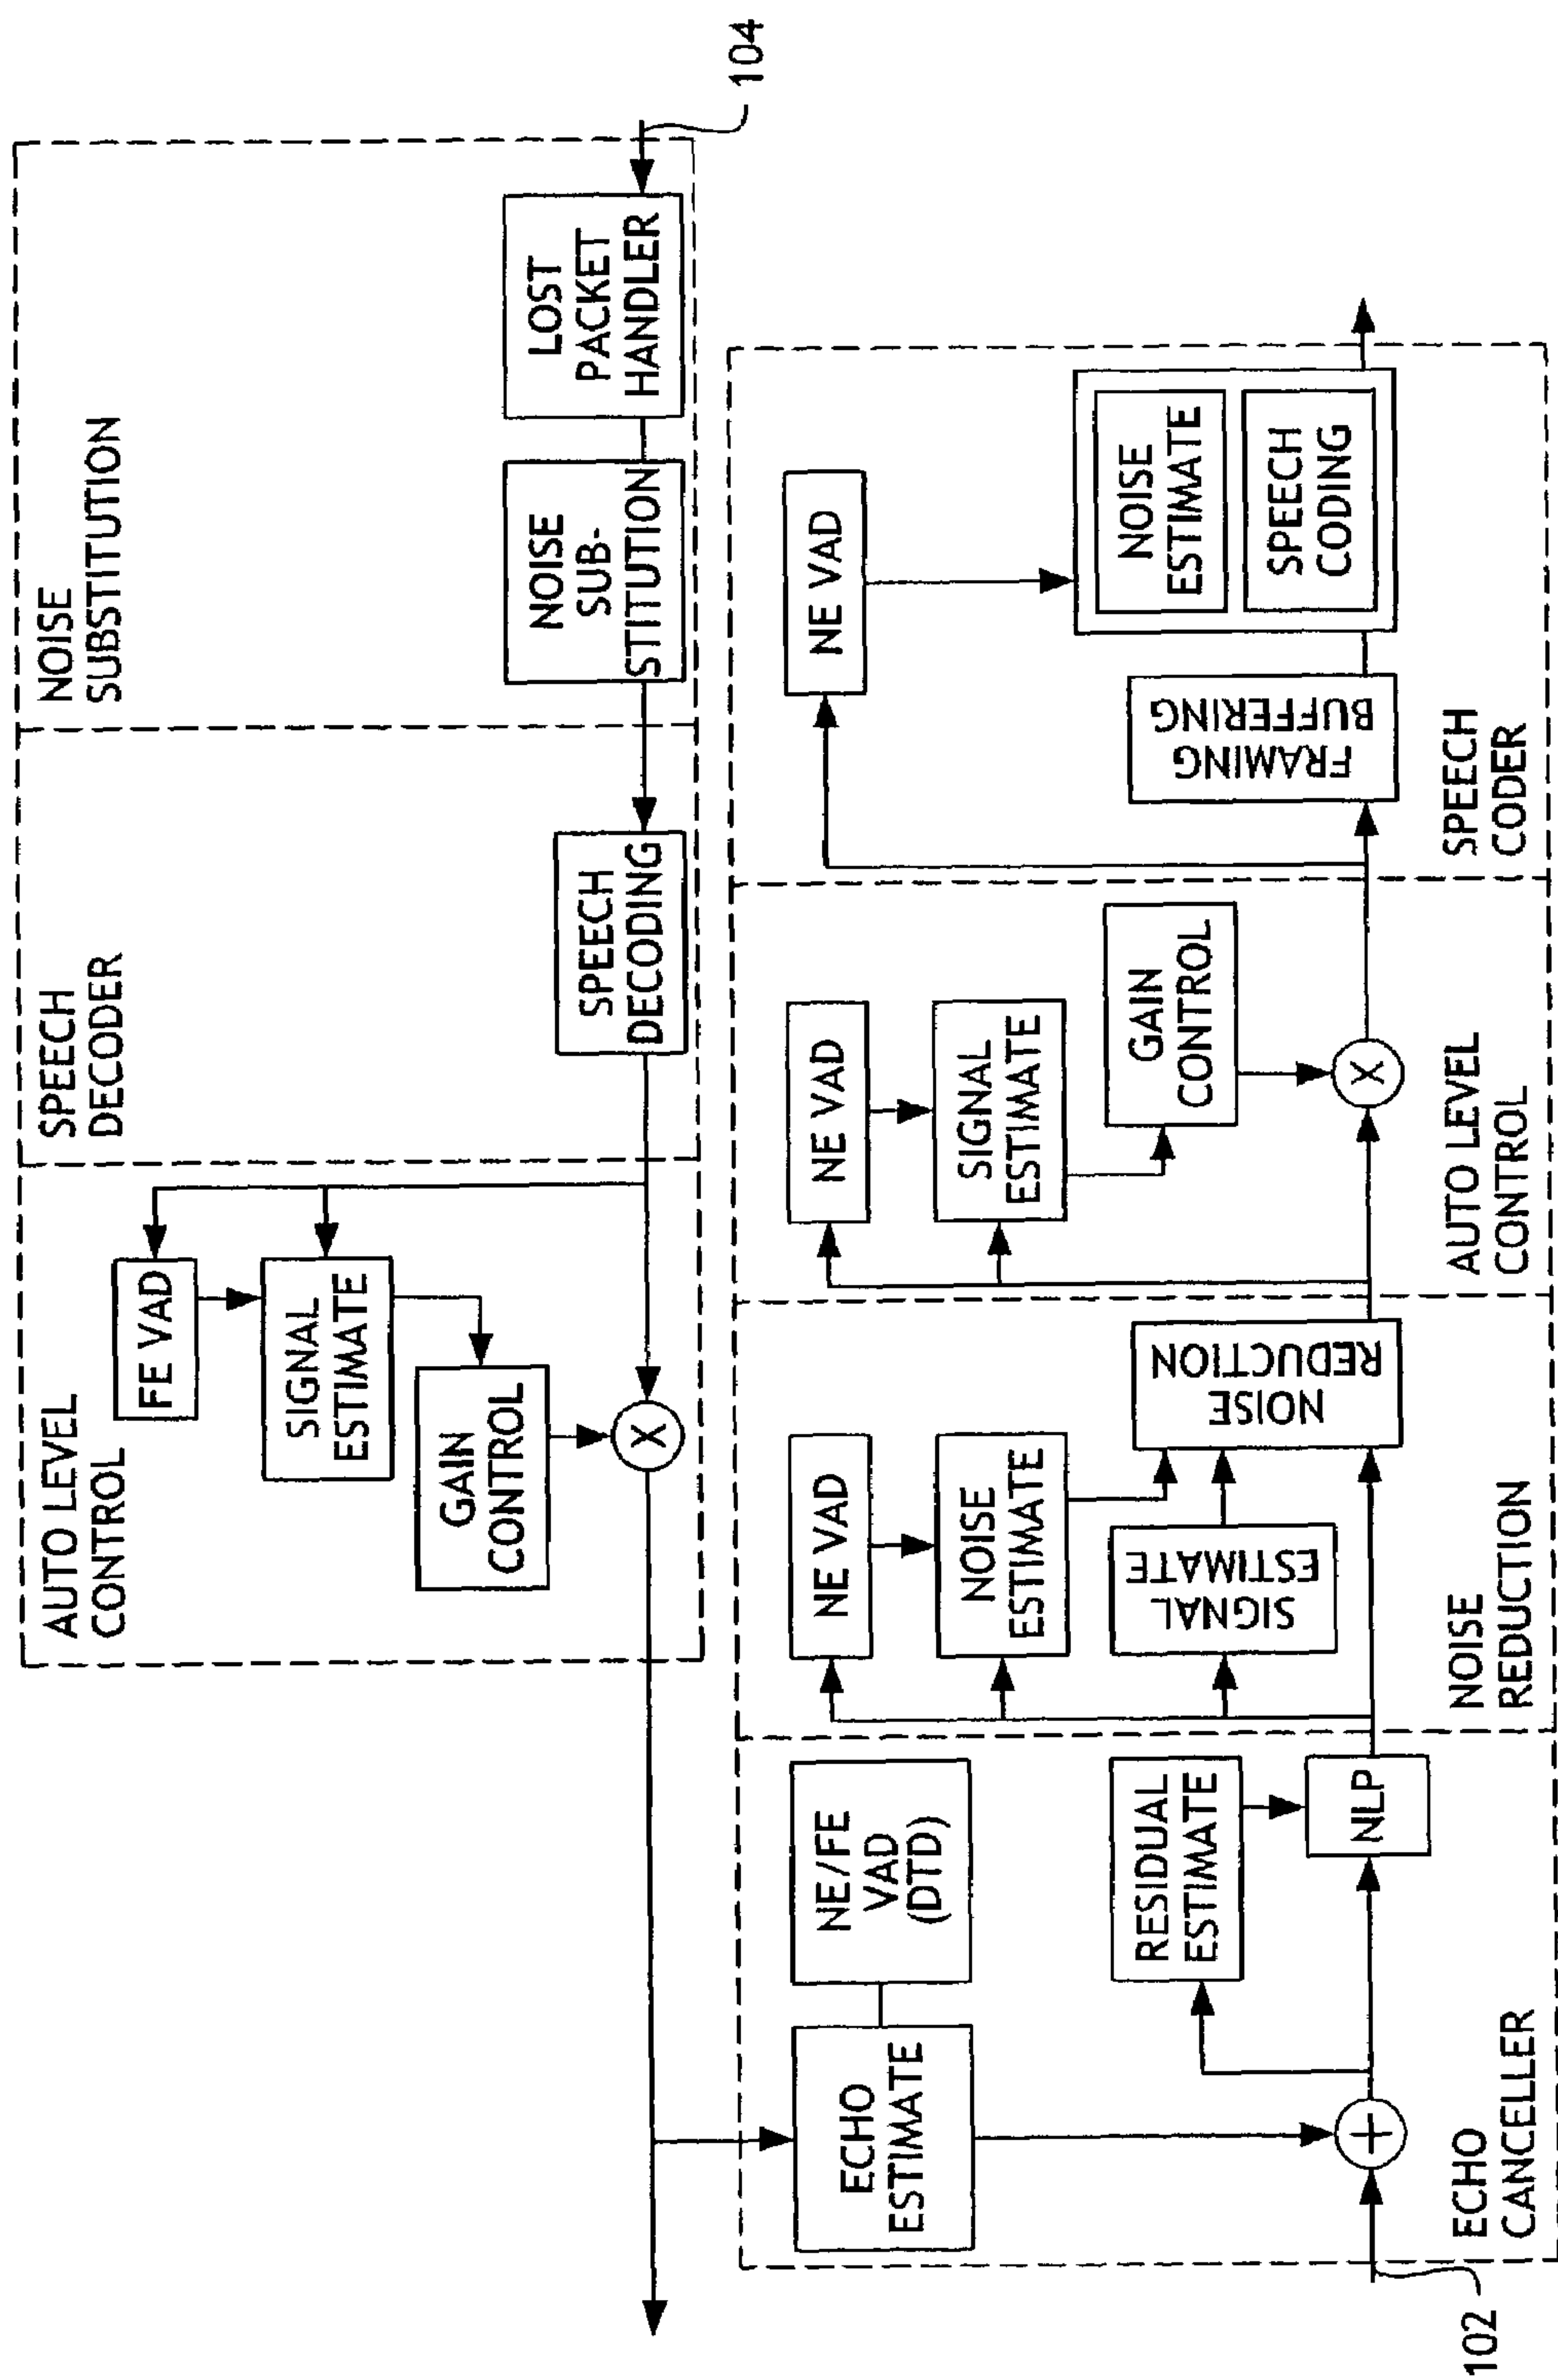 AUTO LEVEL
CONTROL
FE VAD
SIGNAL
ESTIMATE
GAIN
CONTROL
X
SPEECH
DECODER
SPEECH
DECODING
NOISE
SUBSTITUTION
NOISE
SUB-
STITUTION
LOST
PACKET
HANDLER
104
NE/FE
VAD
(DTD)
ECHO
ESTIMATE
RESIDUAL
ESTIMATE
NLP
+
102
ECHO
CANCELLER
NE VAD
NOISE
ESTIMATE
SIGNAL
ESTIMATE
NOISE
REDUCTION
NOISE
REDUCTION
NE VAD
SIGNAL
ESTIMATE
GAIN
CONTROL
X
AUTO LEVEL
CONTROL
NE VAD
FRAMING
BUFFERING
NOISE
ESTIMATE
SPEECH
CODING
SPEECH
CODER